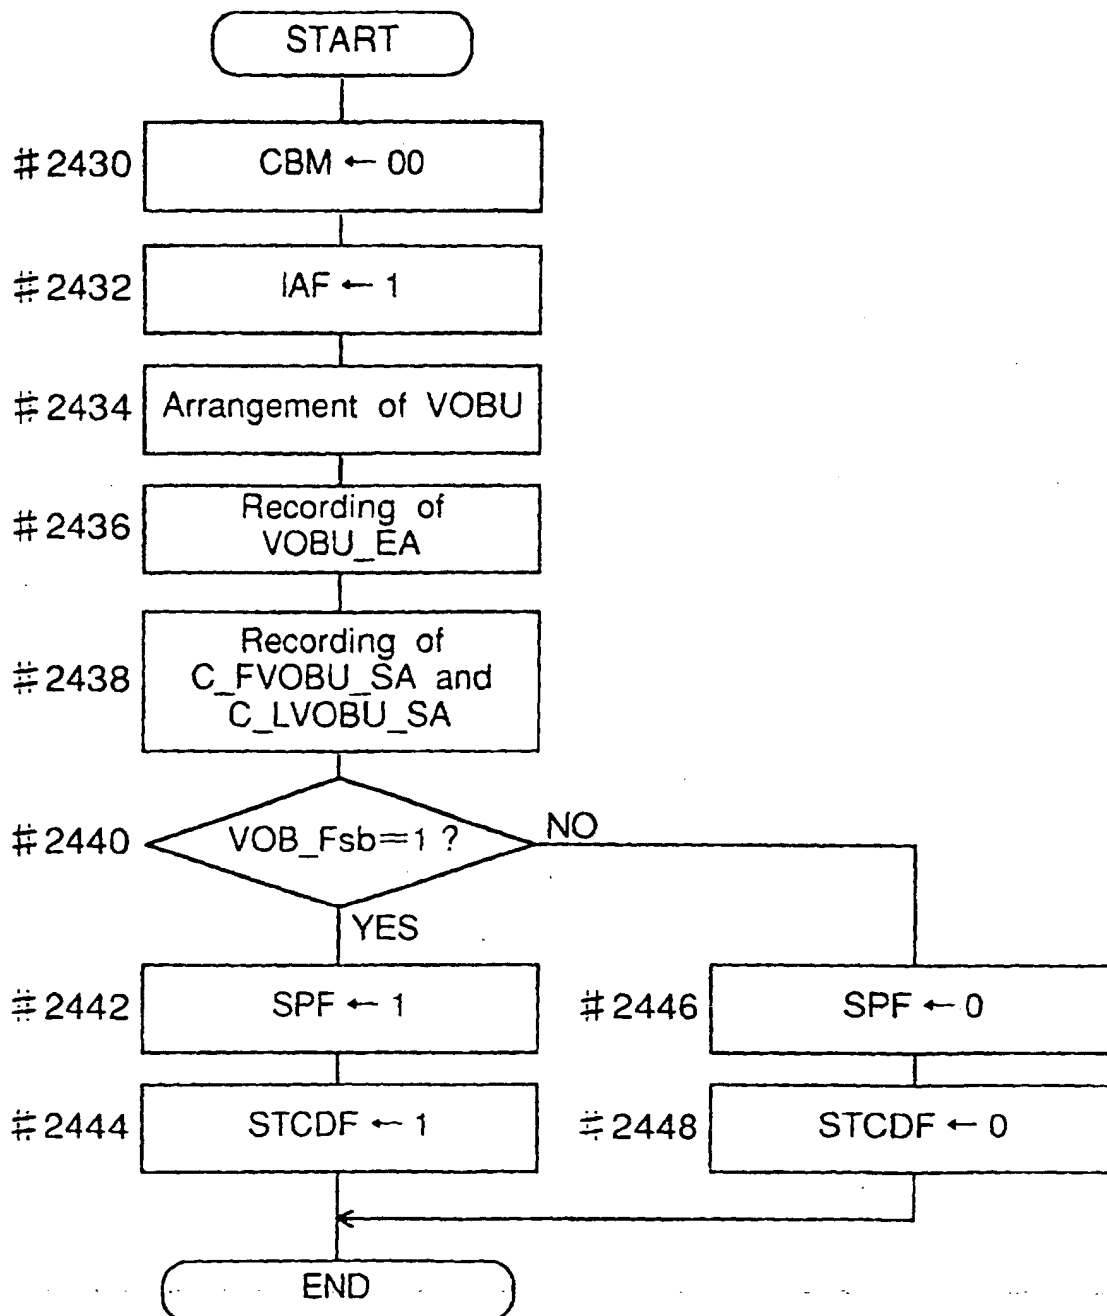 START
#2430 CBM ← 00
#2432 IAF ← 1
#2434 Arrangement of VOBU
#2436 Recording of
VOBU_EA
#2438 Recording of
C_FVOBU_SA and
C_LVOBU_SA
#2440 VOB_Fsb=1 ? NO
YES
#2442 SPF ← 1
#2446 SPF ← 0
#2444 STCDF ← 1
#2448 STCDF ← 0
END